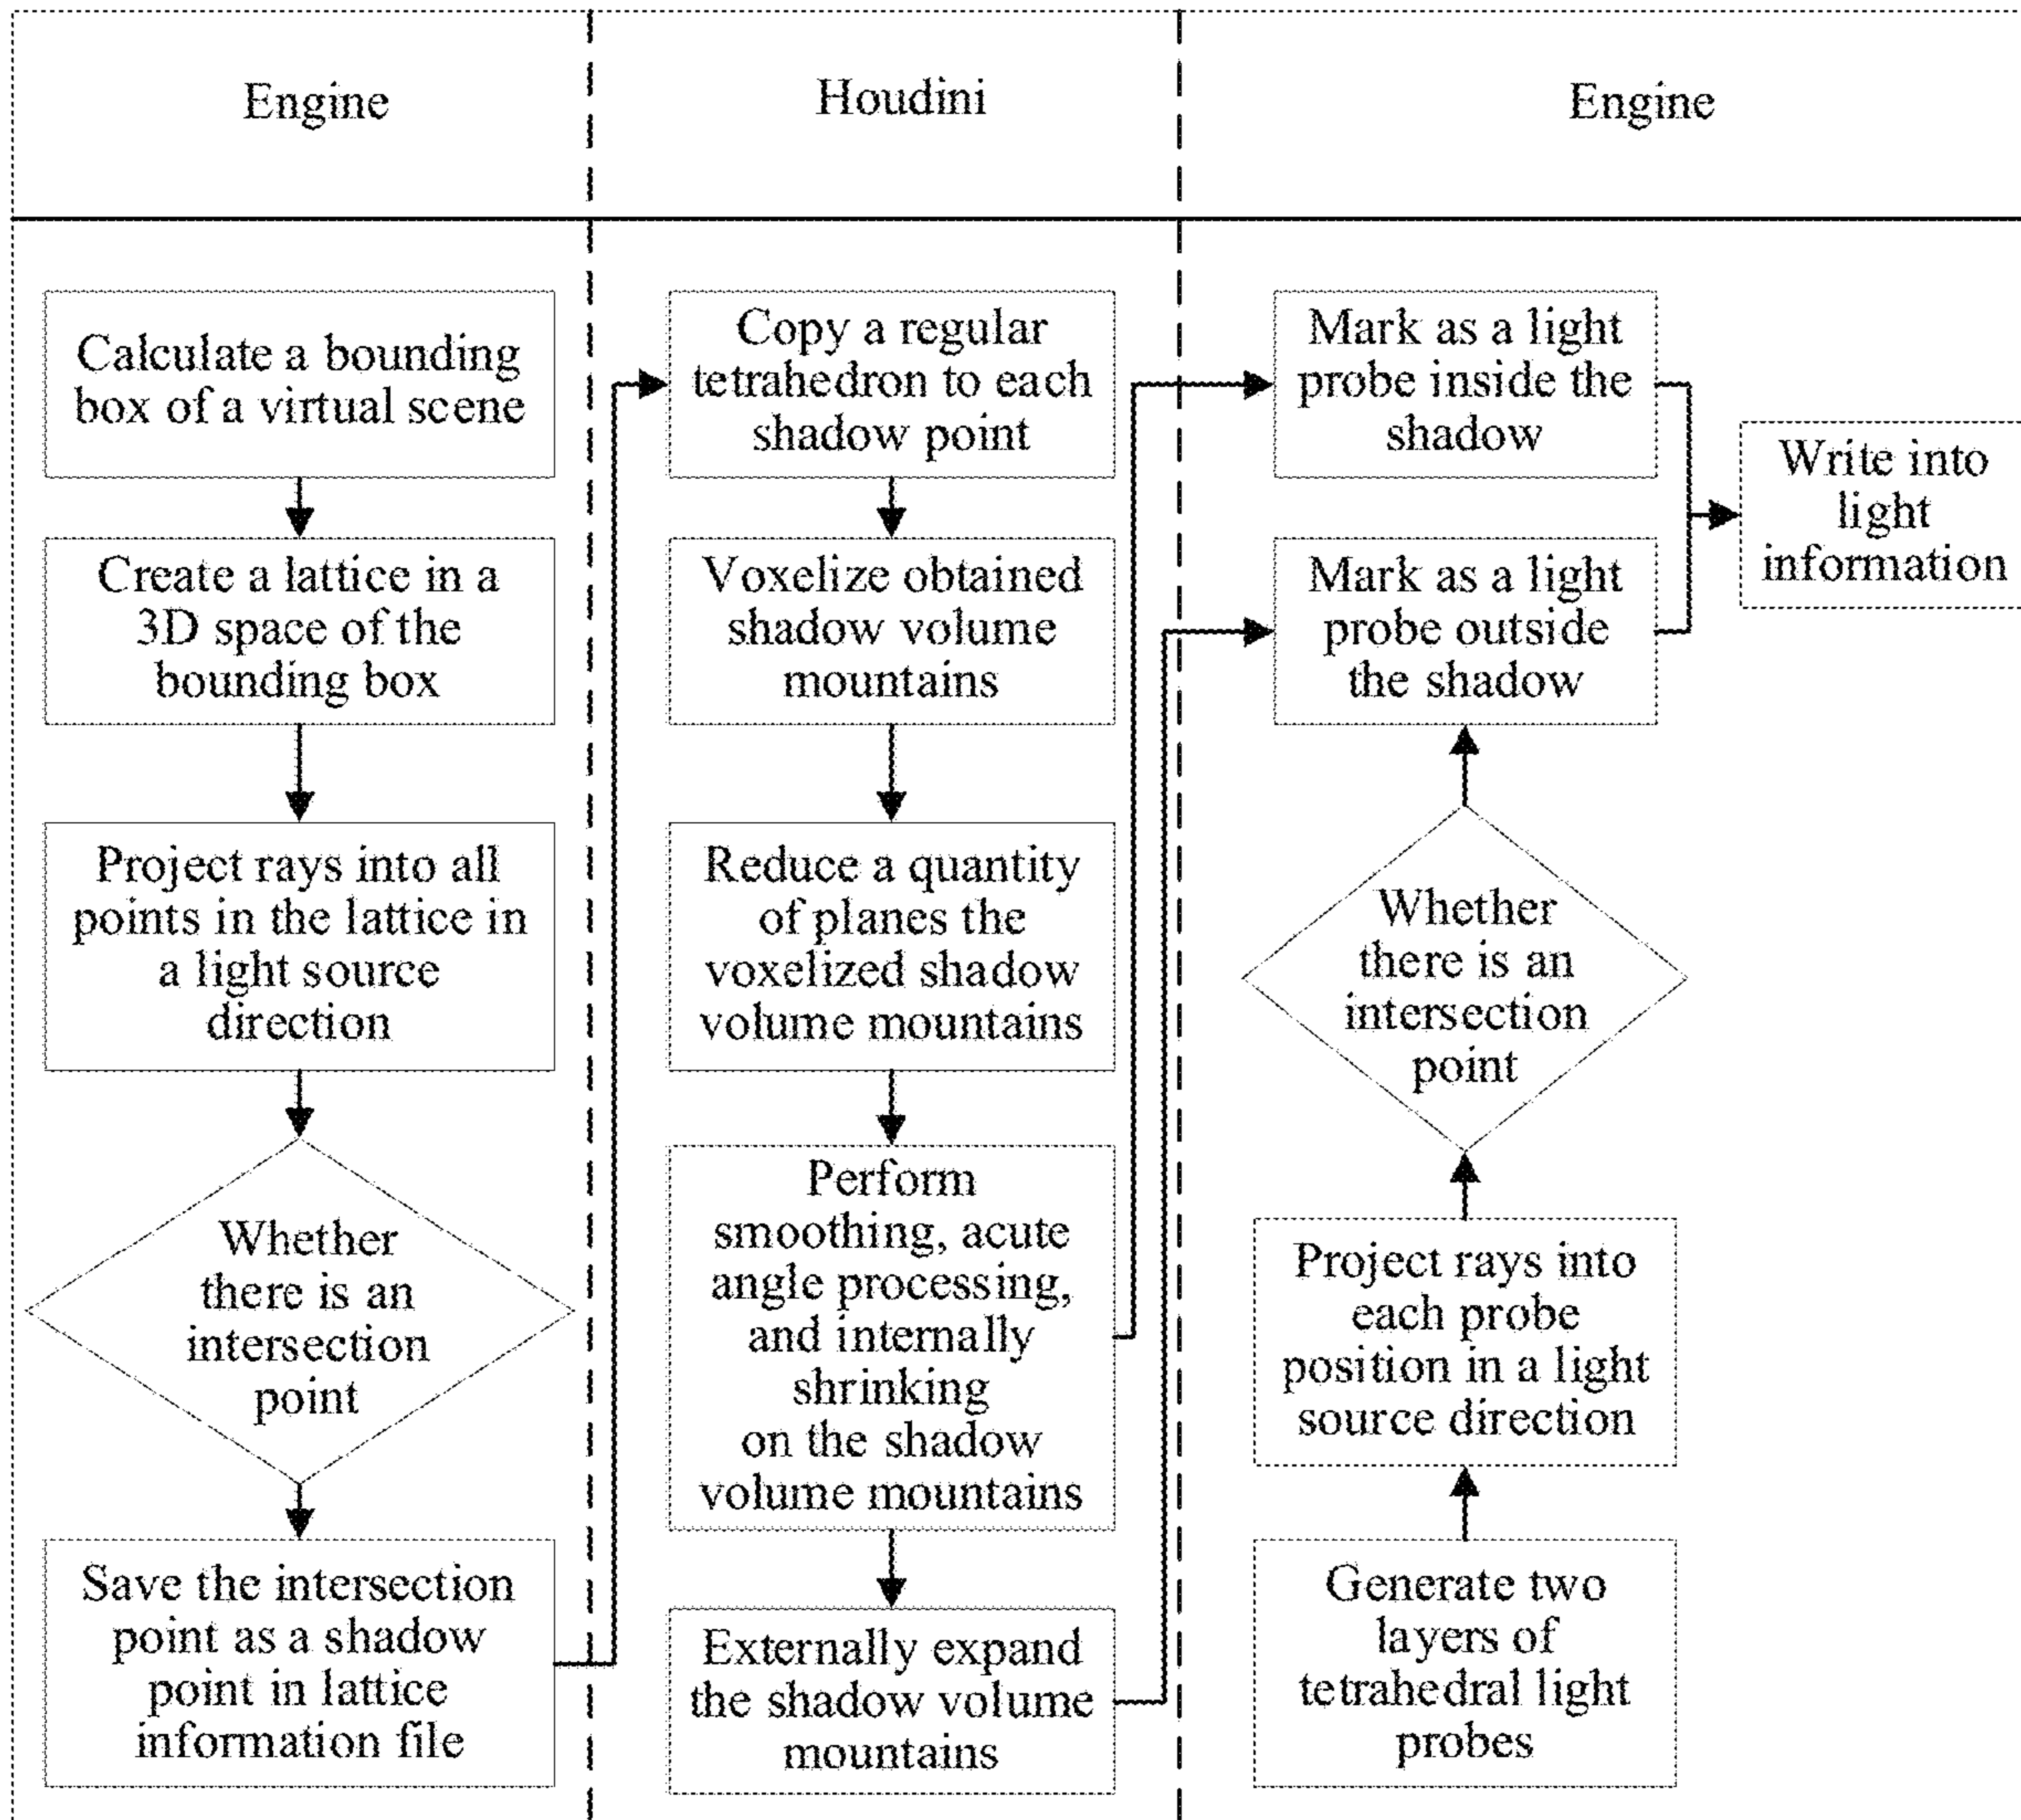 Engine
Houdini
Engine
Calculate a bounding
box of a virtual scene
Create a lattice in a
3D space of the
bounding box
Project rays into all
points in the lattice in
a light source
direction
Whether
there is an
intersection
point
Save the intersection
point as a shadow
point in lattice
information file
Copy a regular
tetrahedron to each
shadow point
Voxelize obtained
shadow volume
mountains
Reduce a quantity
of planes the
voxelized shadow
volume mountains
Perform
smoothing, acute
angle processing,
and internally
shrinking
on the shadow
volume mountains
Externally expand
the shadow volume
mountains
Mark as a light
probe inside the
shadow
Mark as a light
probe outside
the shadow
Whether
there is an
intersection
point
Project rays into
each probe
position in a light
source direction
Generate two
layers of
tetrahedral light
probes
Write into
light
information